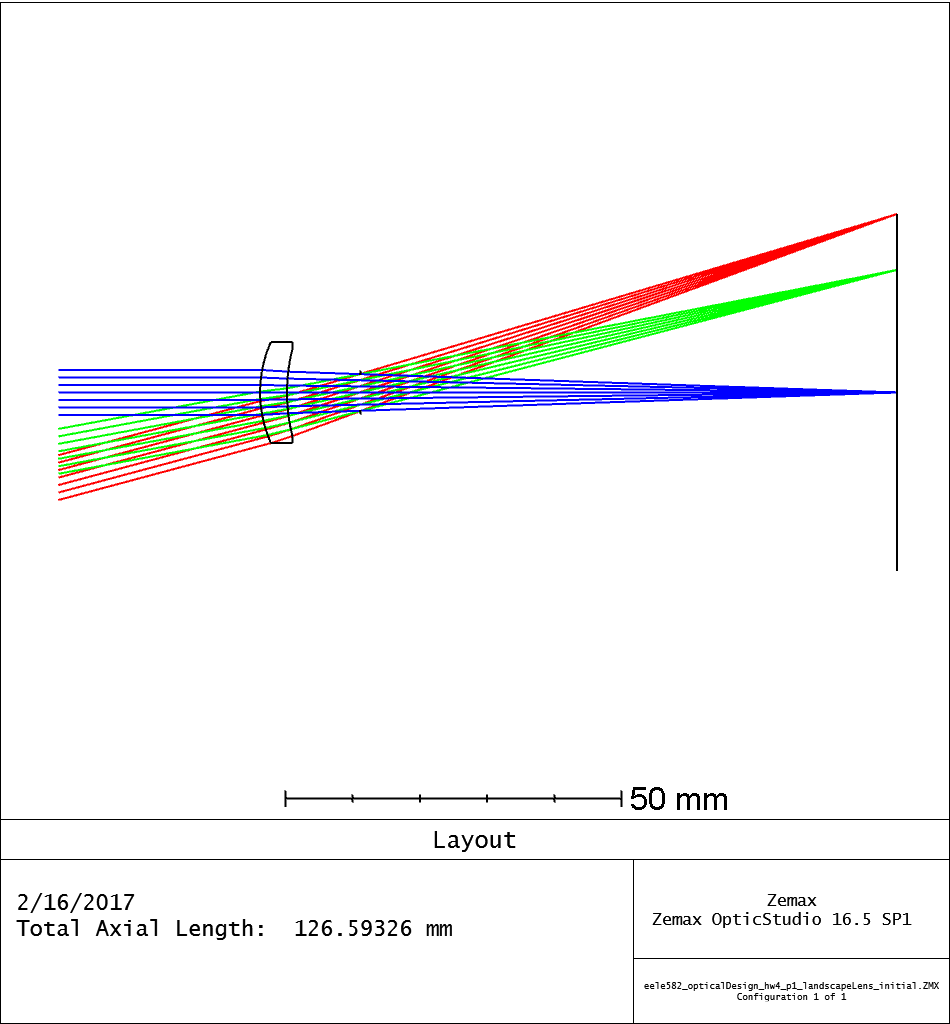 50 mm
Layout
2/16/2017
Total Axial Length:  126.59326 mm
Zemax
Zemax OpticStudio 16.5 SP1
eele582_opticalDesign_hw4_p1_landscapeLens_initial.ZMX
Configuration 1 of 1